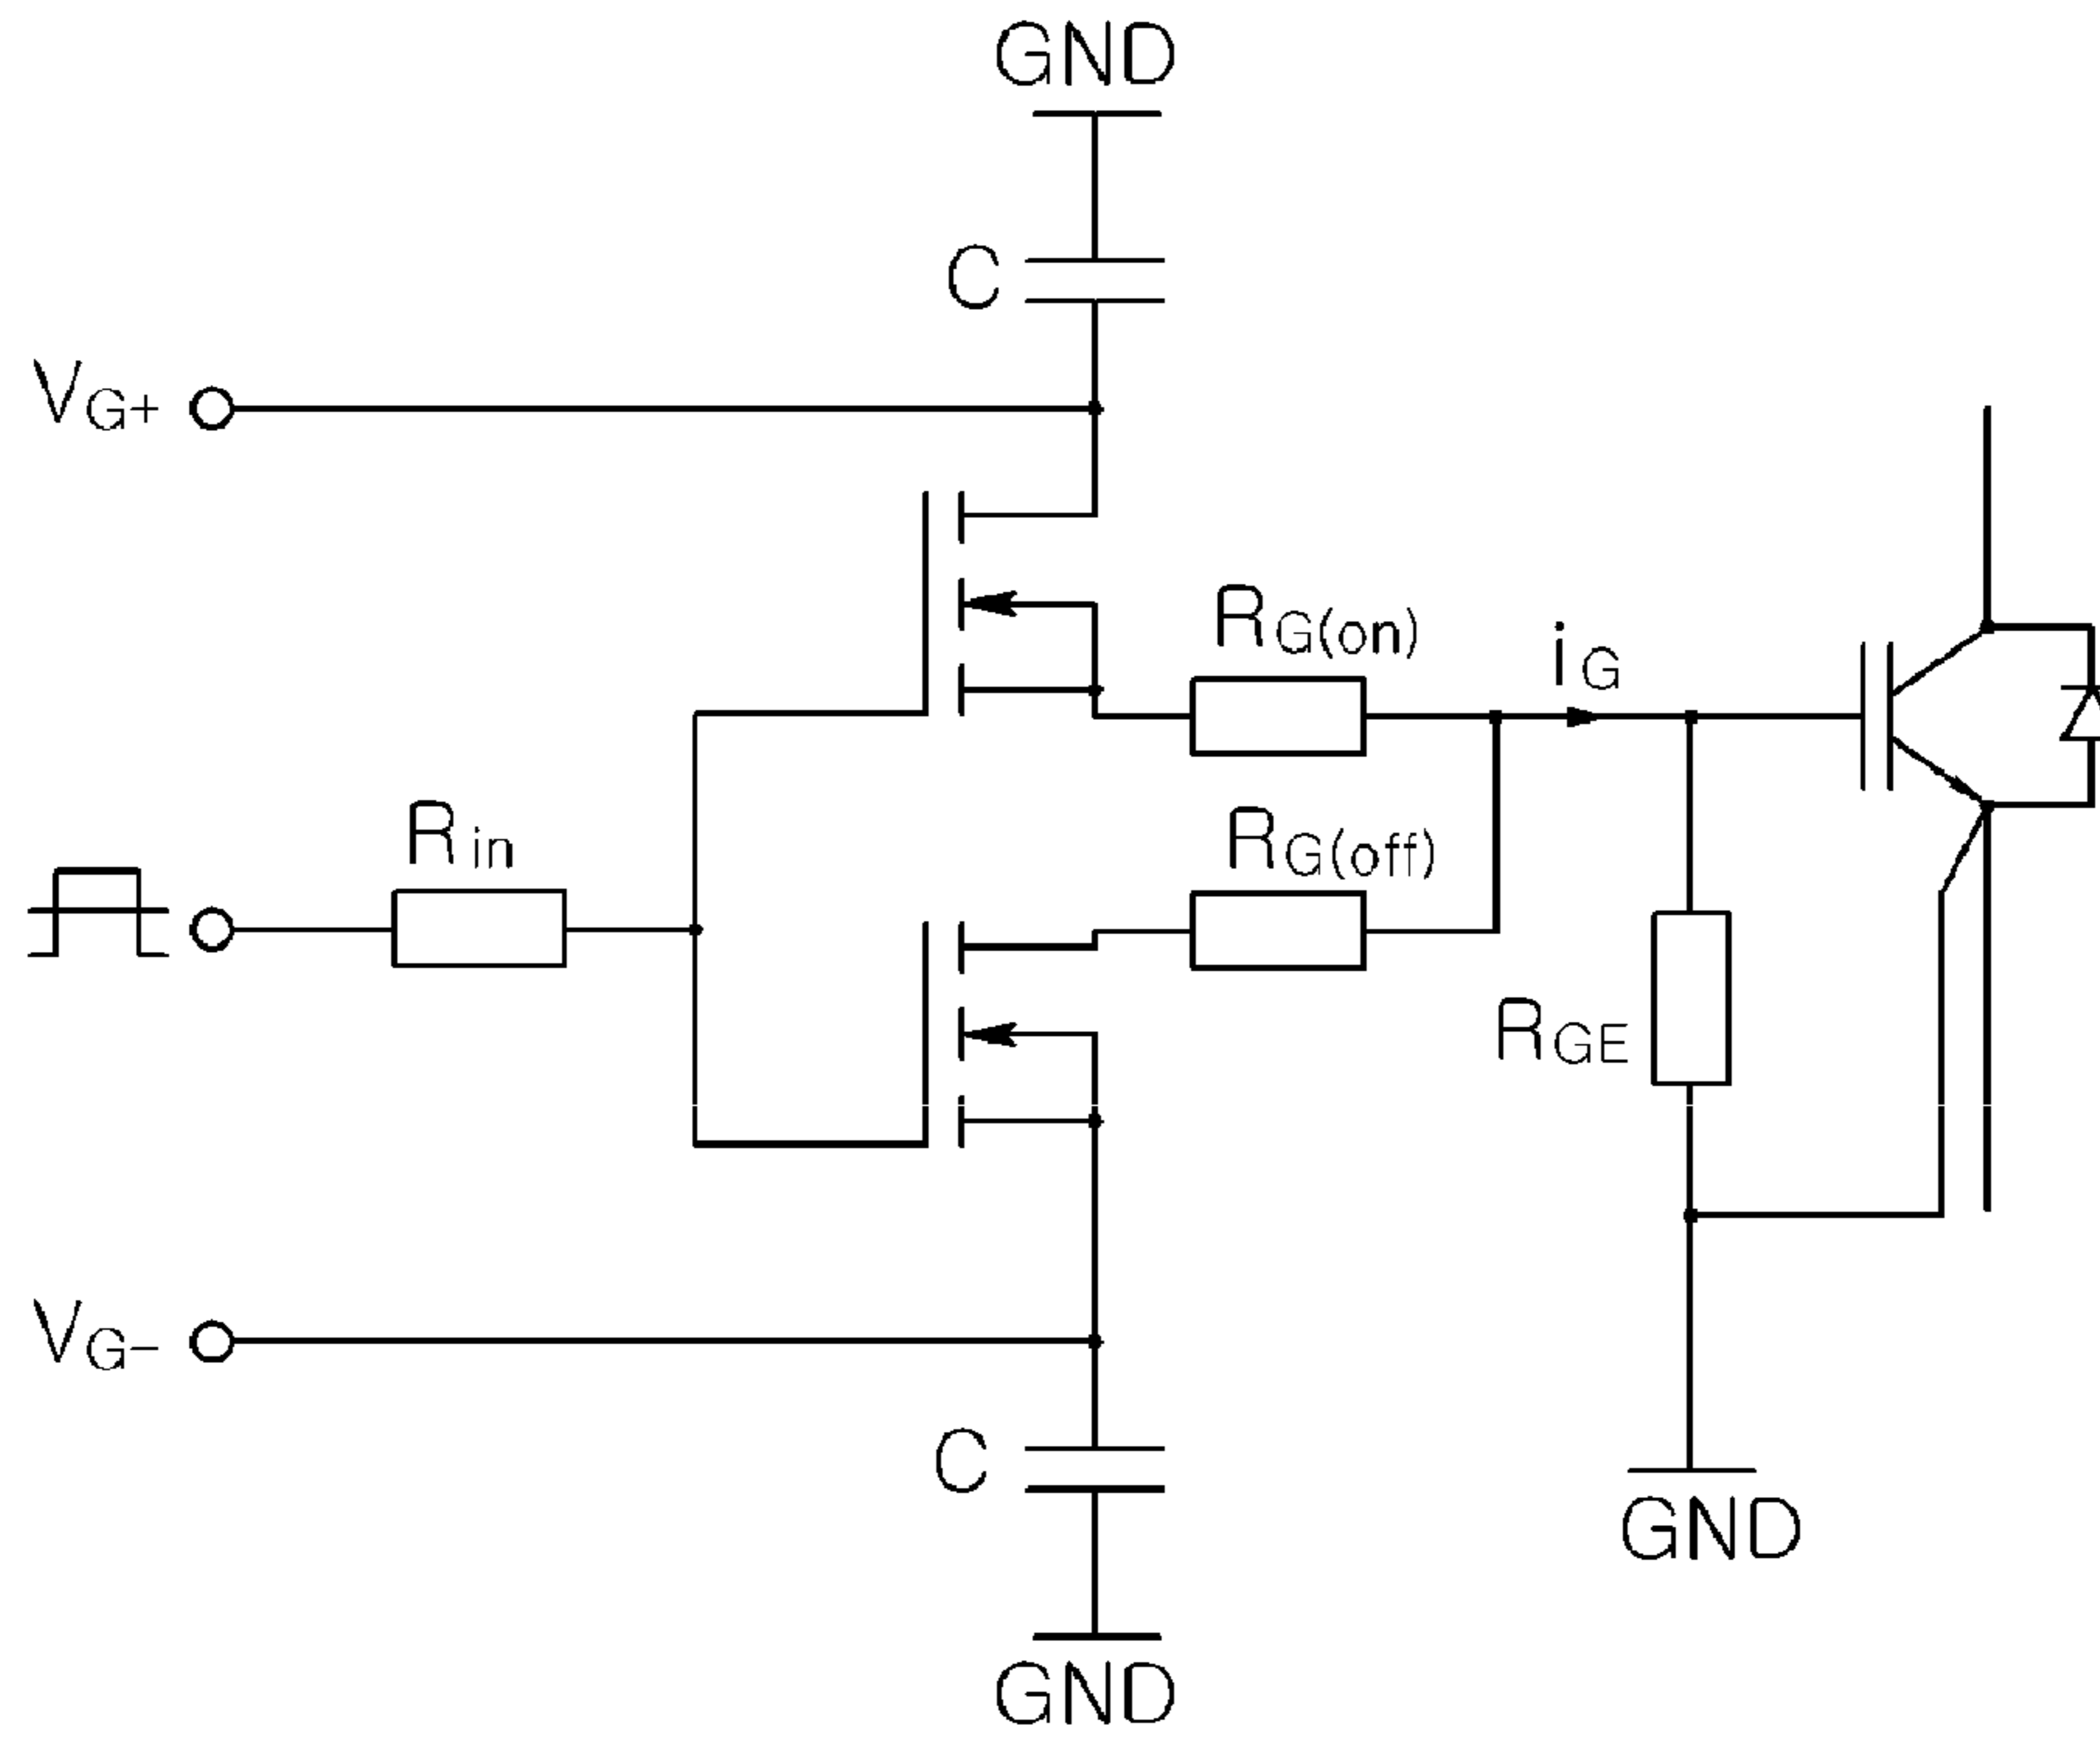 GND
C
VG+
RG(on)
iG
Rin
RG(off)
RGE
VG-
C
GND
GND